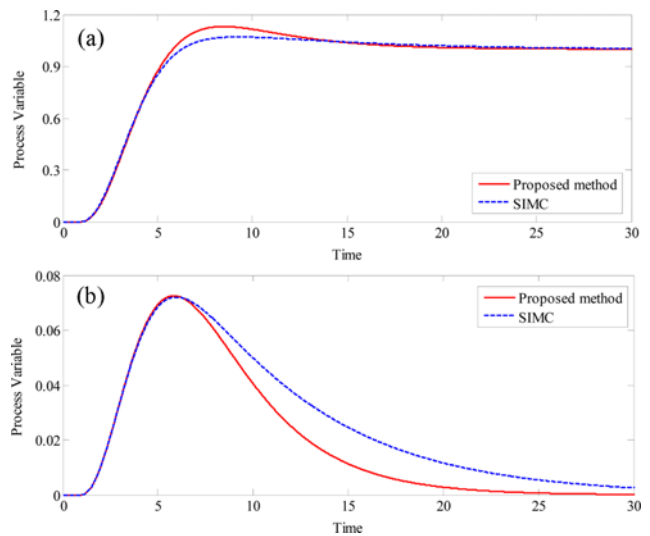 (a)
Process Variable
1.2
0.9
0.6
0.3
0
0 5 10 15 20 25 30
Time
Proposed method
SIMC
(b)
Process Variable
0.08
0.06
0.04
0.02
0
0 5 10 15 20 25 30
Time
Proposed method
SIMC